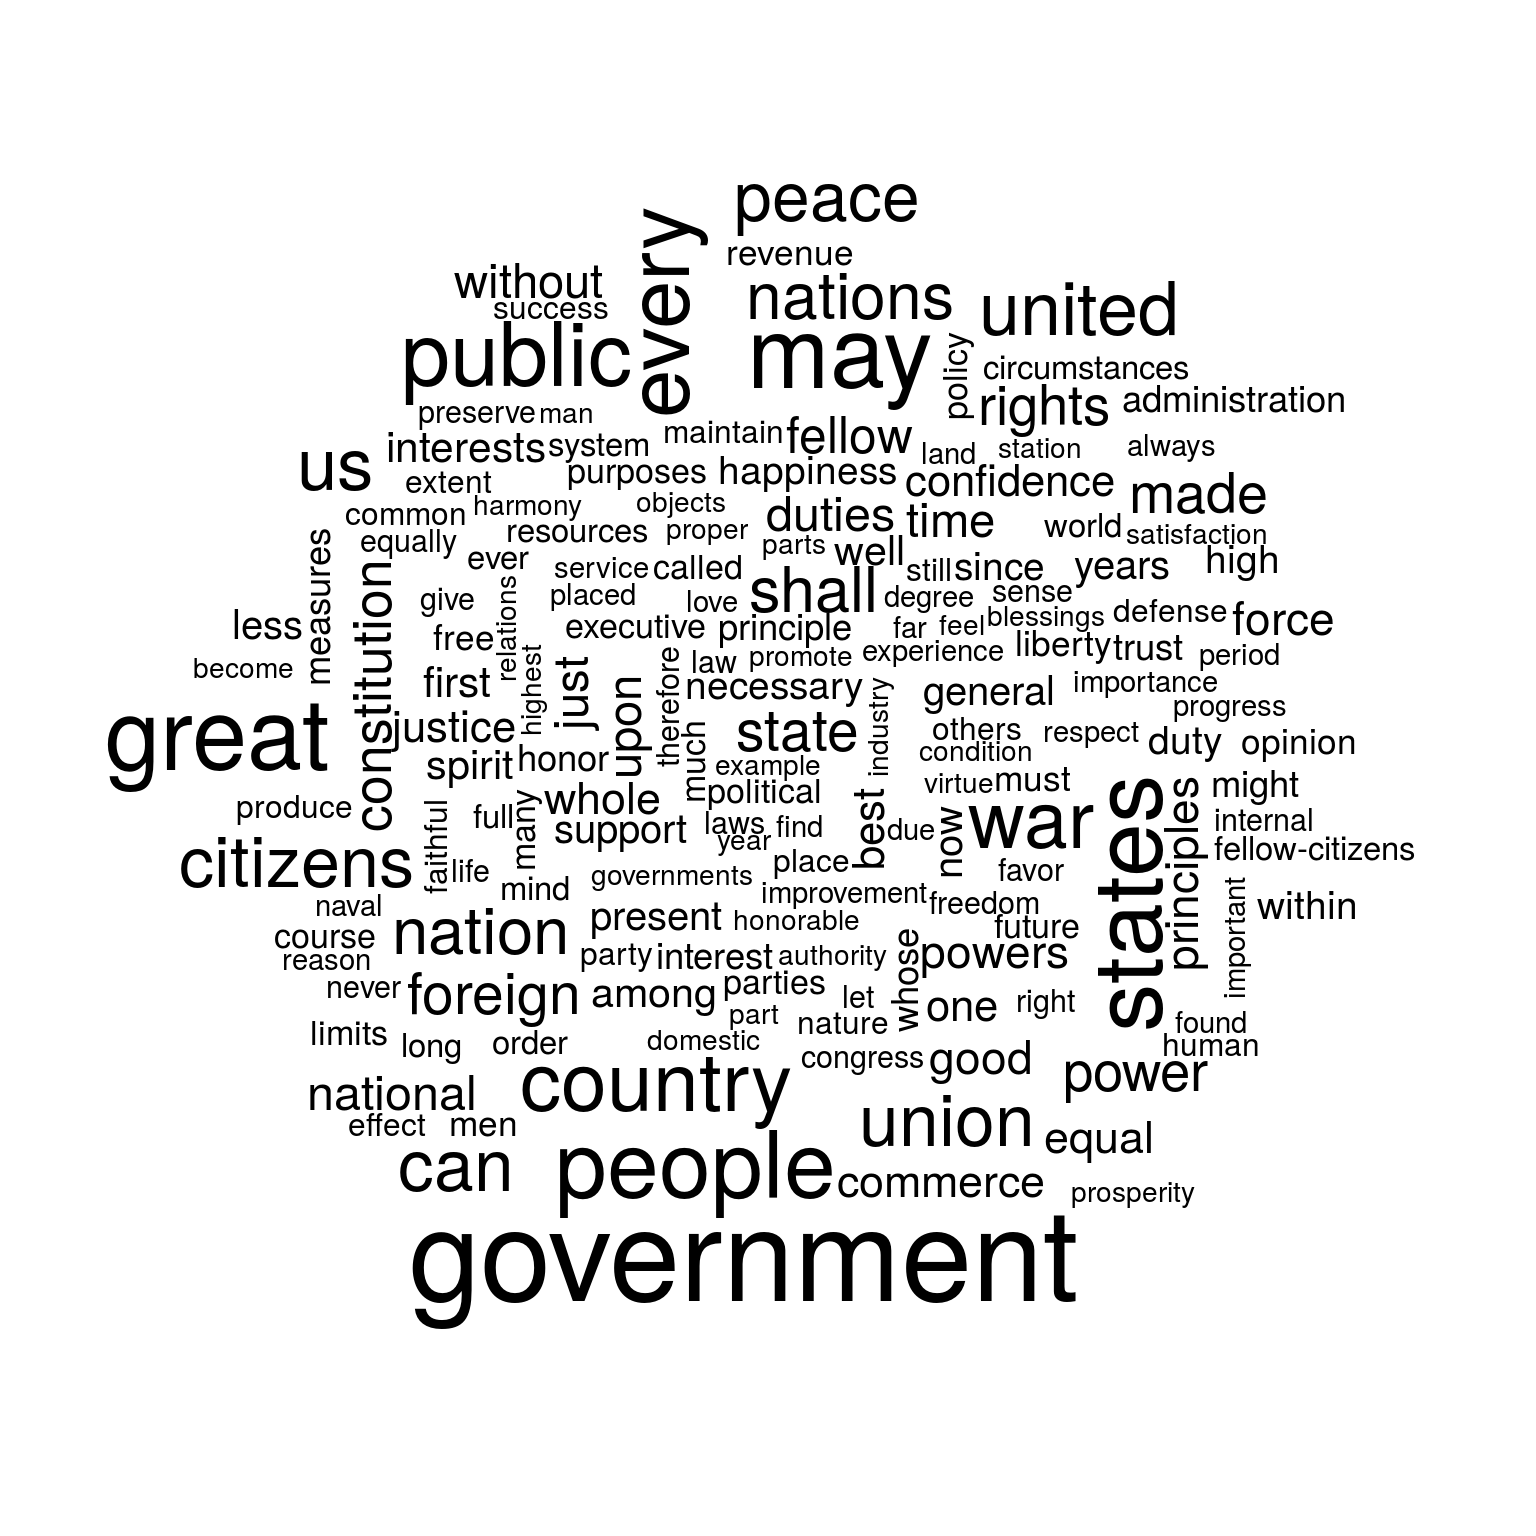 peace
every
revenue
without
nations
united
success
public
may
policy
circumstances
rights
administration
preserve
man
maintain
fellow
interests
system
land
station
always
us
extent
purposes
happiness
confidence
made
harmony
objects
common
resources
proper
duties
time
world
satisfaction
measures
equally
ever
parts
well
high
constitution
service
called
still
since
years
give
relations
placed
love
shall
degree
sense
blessings
defense
force
less
free
executive
principle
far
feel
liberty
trust
period
become
highest
just
therefore
law
promote
experience
first
upon
necessary
industry
general
importance
progress
great
justice
much
state
others
condition
respect
duty
opinion
spirit
honor
example
virtue
must
states
principles
might
produce
faithful
full
many
whole
political
best
now
war
internal
support
laws
find
year
due
fellow-citizens
citizens
life
mind
governments
place
improvement
favor
freedom
important
within
naval
nation
present
honorable
future
course
reason
party
interest
authority
whose
powers
never
foreign
among
parties
let
one
right
part
nature
found
limits
long
order
domestic
congress
good
human
power
national
country
union
effect
men
equal
can
people
commerce
prosperity
government